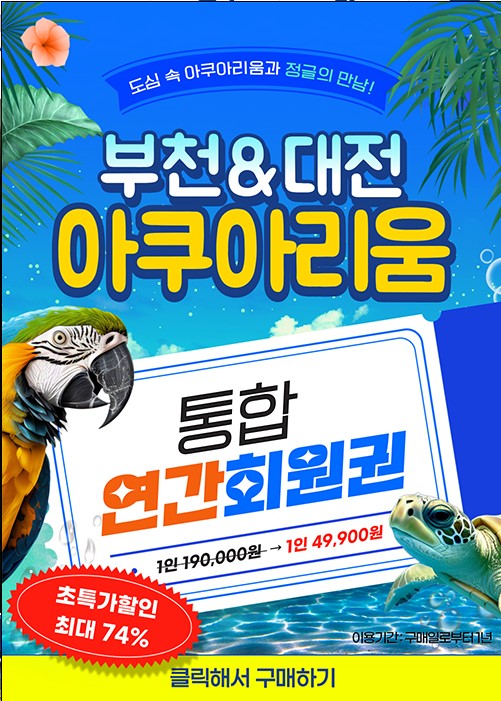 도심 속 아쿠아리움과 정글의 만남!
부천&대전
아쿠아리움
통합
연간회원권
1인 190,000원 → 1인 49,900원
초특가할인
최대 74%
이용기간: 구매일로부터 1년
클릭해서 구매하기